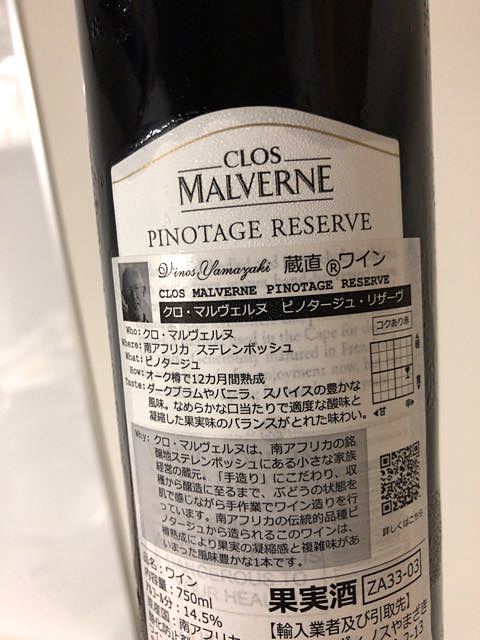 CLOS
MALVERNE
PINOTAGE RESERVE
Vinos Yamazaki 蔵直®ワイン
CLOS MALVERNE PINOTAGE RESERVE
クロ・マルヴェルヌ ピノタージュ・リザーヴ
Who: クロ・マルヴェルヌ
Where: 南アフリカ ステレンボッシュ
What: ピノタージュ
How: オーク樽で12カ月間熟成
Taste: ダークプラムやバニラ、スパイスの豊かな
風味。なめらかな口当たりで適度な酸味と
凝縮した果実味のバランスがとれた味わい。
コクあり赤
◀甘 辛▶
Why: クロ・マルヴェルヌは、南アフリカの銘
醸地ステレンボッシュにある小さな家族
経営の蔵元。「手造り」にこだわり、収
穫から醸造に至るまで、ぶどうの状態を
肌で感じながら手作業でワイン造りを行
っています。南アフリカの伝統的品種ピ
ノタージュから造られるこのワインは、
樽熟成により果実の凝縮感と複雑味があ
いまった風味豊かな1本です。
詳しくはこちら
品名：ワイン
内容量：750ml
14.5%
南アフリカ
果実酒 ZA33-03
【輸入業者及び引取先】